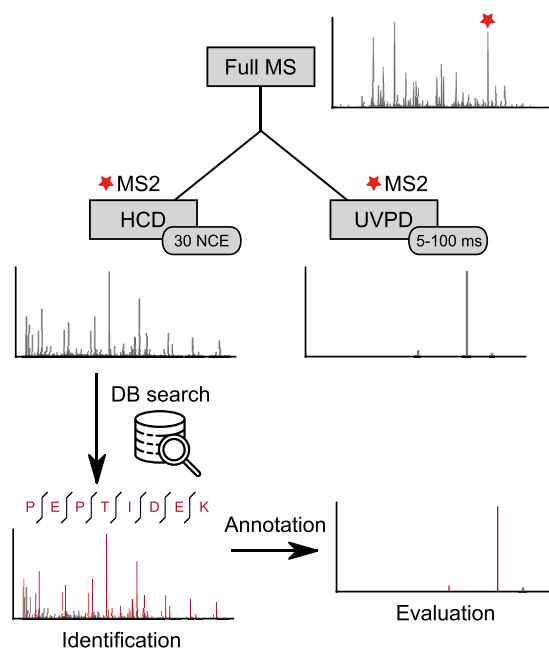 Full MS
MS2
MS2
HCD
UVPD
30 NCE
5-100 ms
DB search
P E P T I D E K
Annotation
Evaluation
Identification